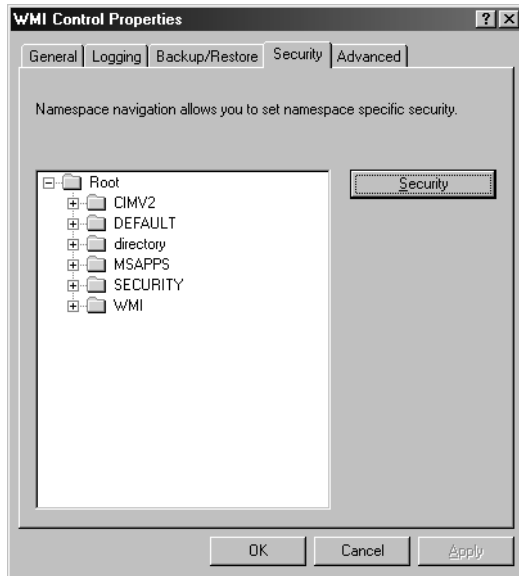 WMI Control Properties
General Logging Backup/Restore Security Advanced
Namespace navigation allows you to set namespace specific security.
Root
Security
CIMV2
DEFAULT
directory
MSAPPS
SECURITY
WMI
OK Cancel Apply